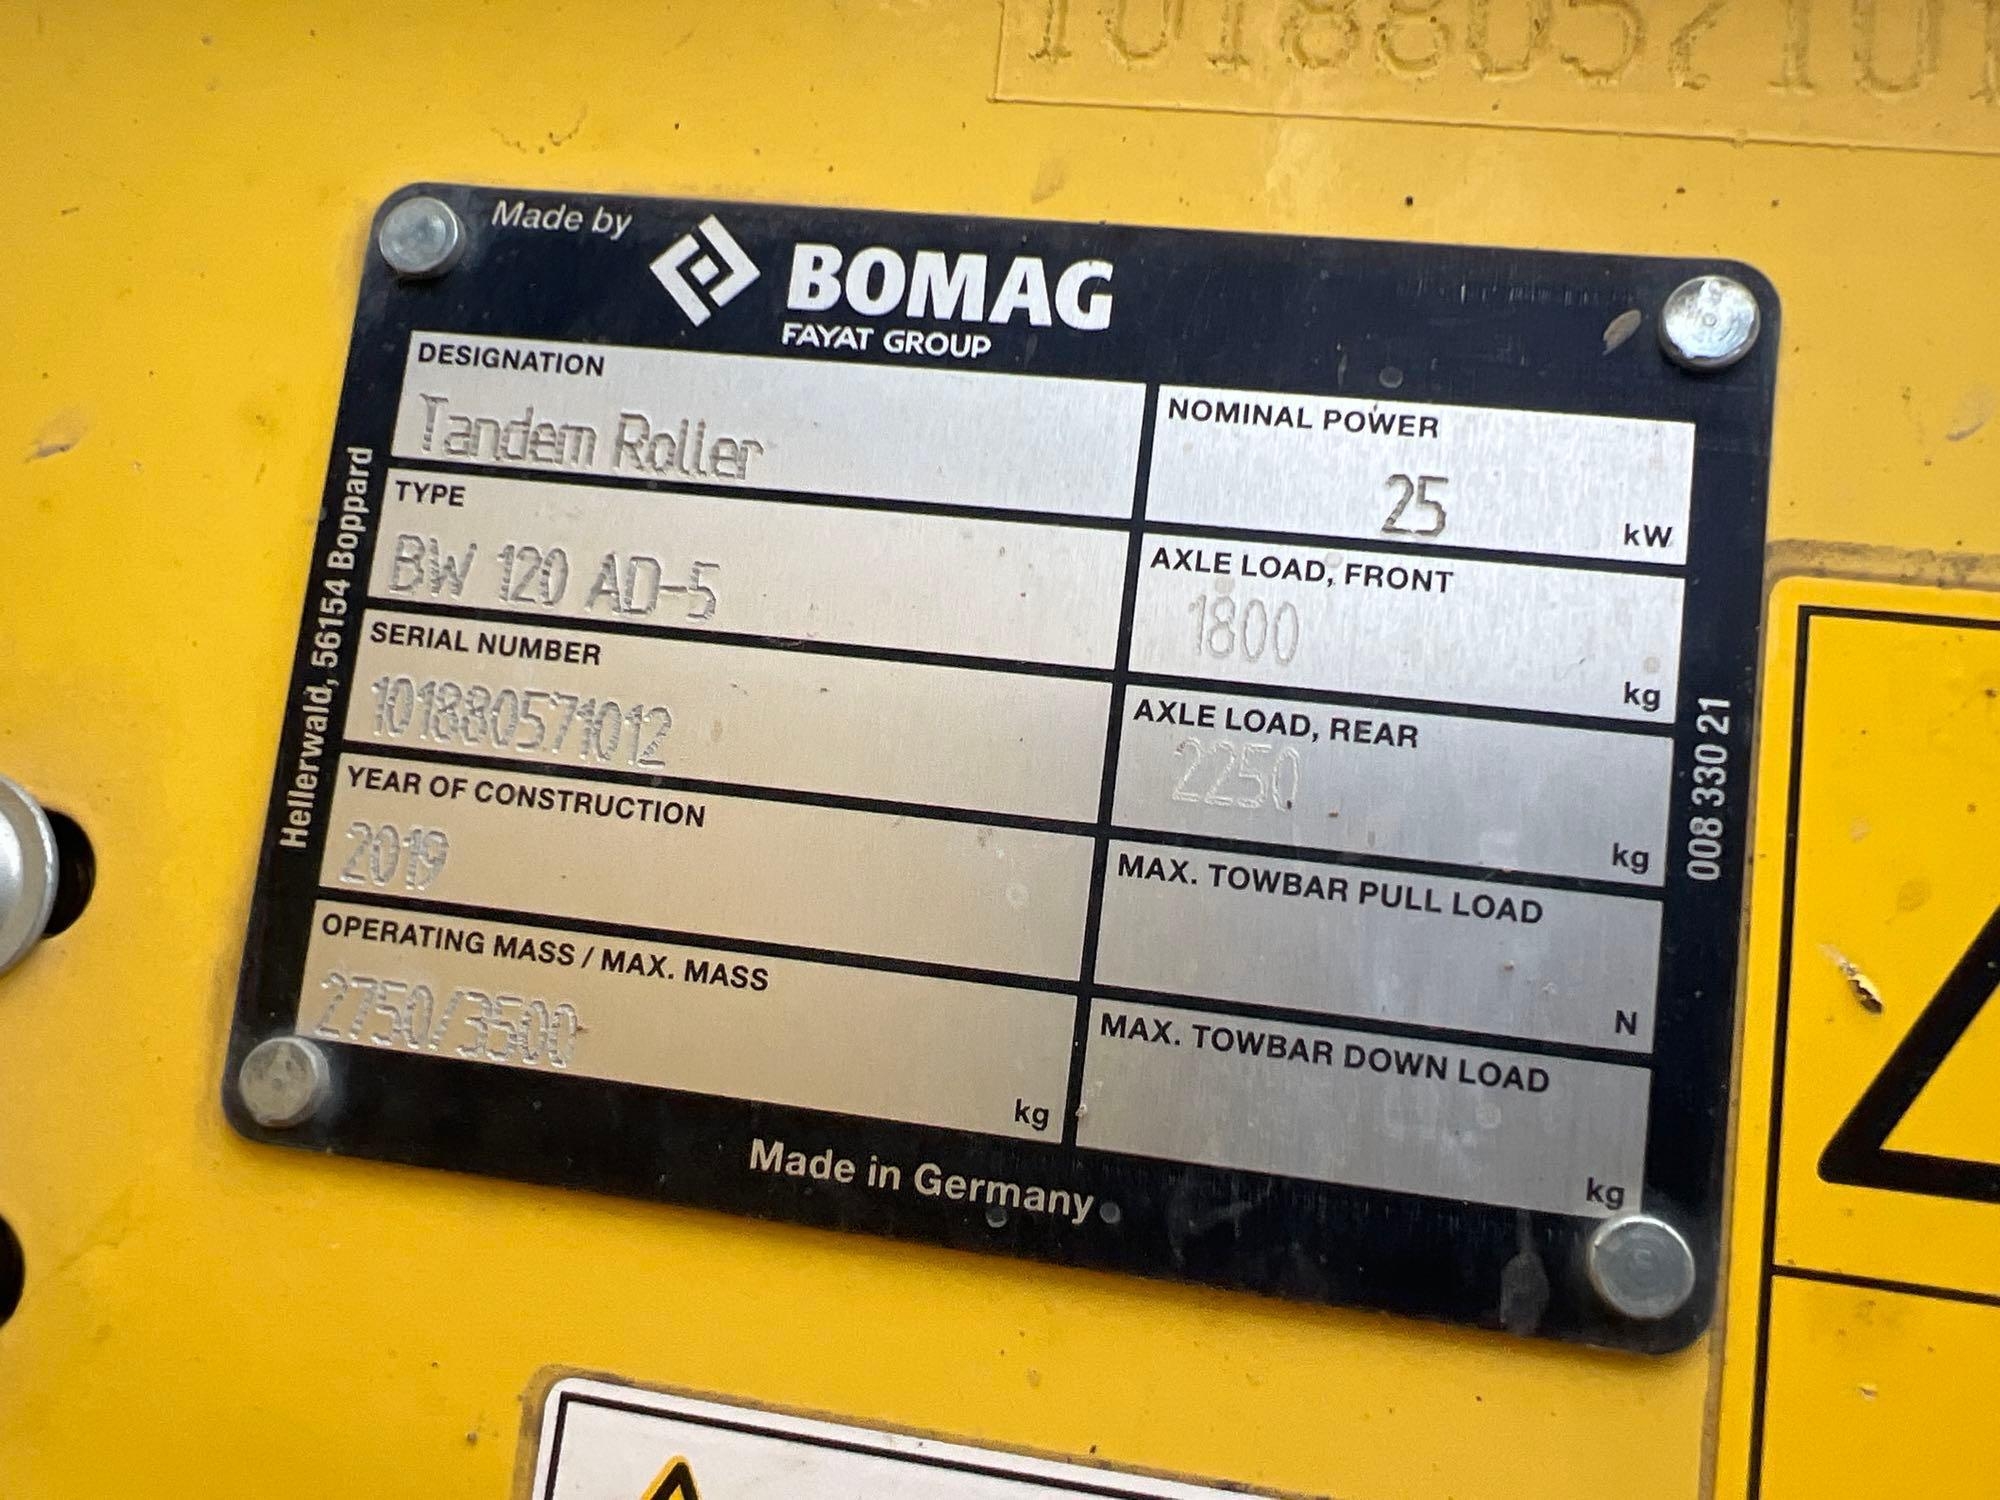 1018805710
Made by
BOMAG
FAYAT GROUP
DESIGNATION
Tandem Roller
TYPE
BW 120 AD-5
SERIAL NUMBER
101880571012
YEAR OF CONSTRUCTION
2019
OPERATING MASS / MAX. MASS
2750/3500
kg
NOMINAL POWER
25
kW
AXLE LOAD, FRONT
1800
kg
AXLE LOAD, REAR
2250
kg
MAX. TOWBAR PULL LOAD
N
MAX. TOWBAR DOWN LOAD
kg
Made in Germany
Hellerwald, 56154 Boppard
008 330 21